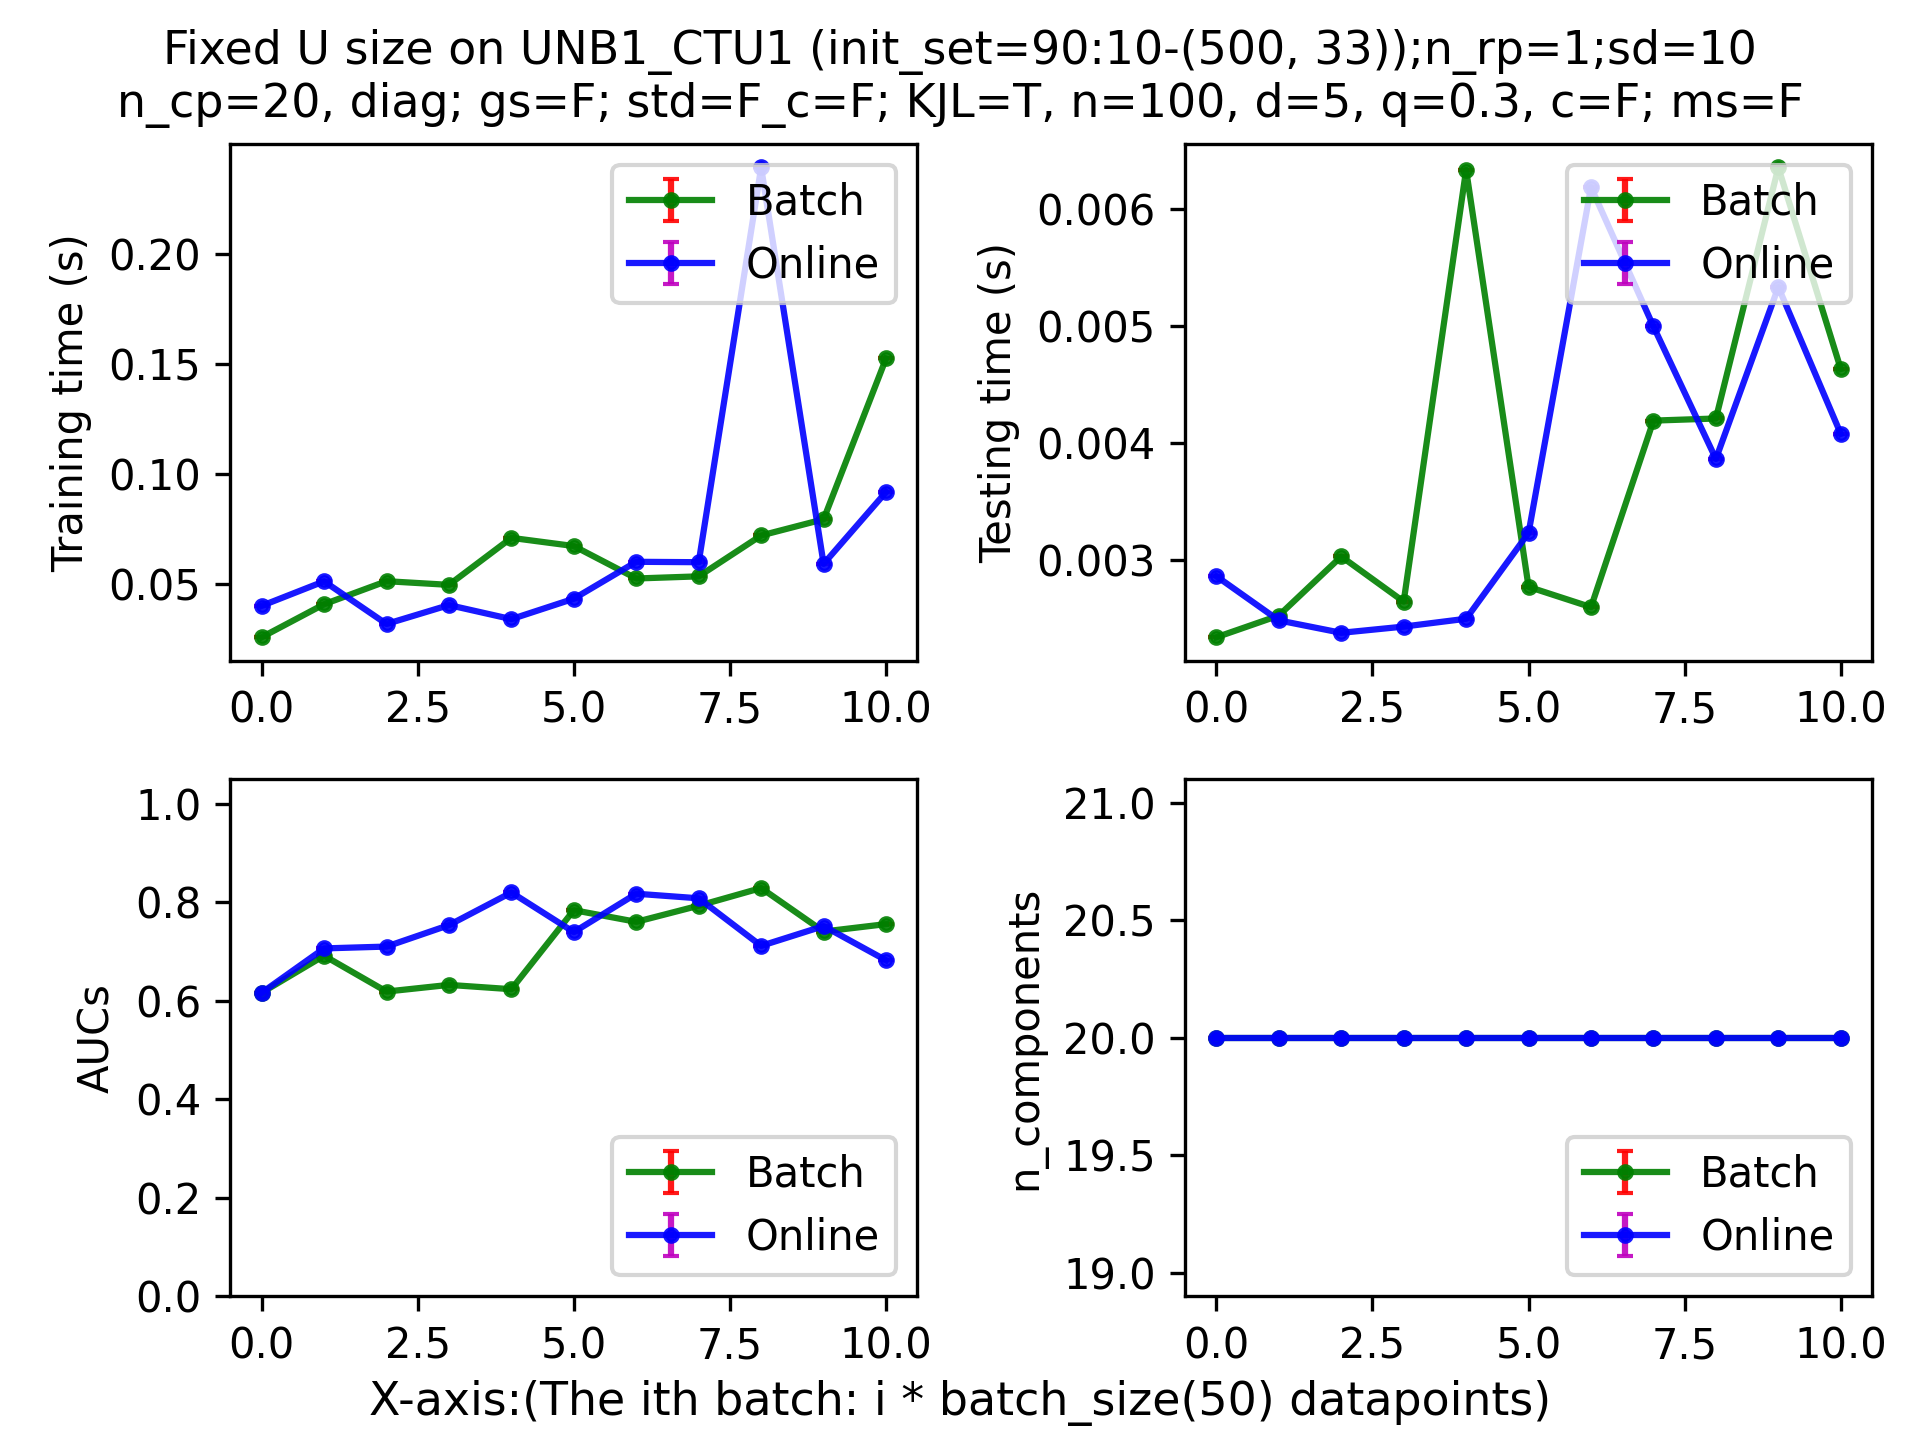 Fixed U size on UNB1_CTU1 (init_set=90:10-(500, 33));n_rp=1;sd=10
n_cp=20, diag; gs=F; std=F_c=F; KJL=T, n=100, d=5, q=0.3, c=F; ms=F
Training time (s)
0.20
0.15
0.10
0.05
0.0 2.5 5.0 7.5 10.0
Batch
Online
Testing time (s)
0.006
0.005
0.004
0.003
0.0 2.5 5.0 7.5 10.0
Batch
Online
AUCs
1.0
0.8
0.6
0.4
0.2
0.0
0.0 2.5 5.0 7.5 10.0
Batch
Online
n_components
21.0
20.5
20.0
19.5
19.0
0.0 2.5 5.0 7.5 10.0
Batch
Online
X-axis:(The ith batch: i * batch_size(50) datapoints)